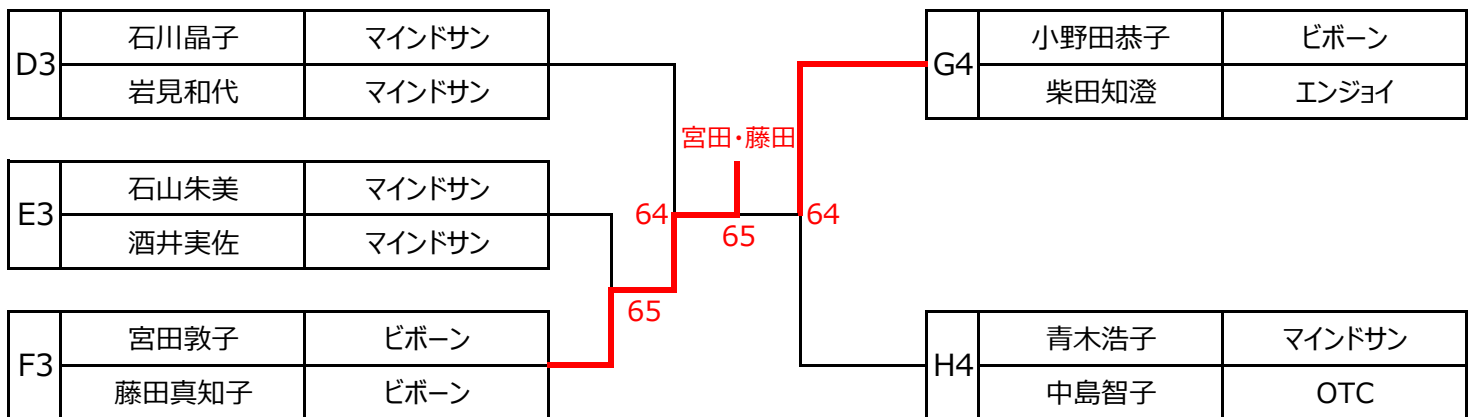 D3 石川晶子 マインドサン
岩見和代 マインドサン
E3 石山朱美 マインドサン
酒井実佐 マインドサン
F3 宮田敦子 ビボーン
藤田真知子 ビボーン
宮田・藤田
64
65
65
64
G4 小野田恭子 ビボーン
柴田知澄 エンジョイ
H4 青木浩子 マインドサン
中島智子 OTC